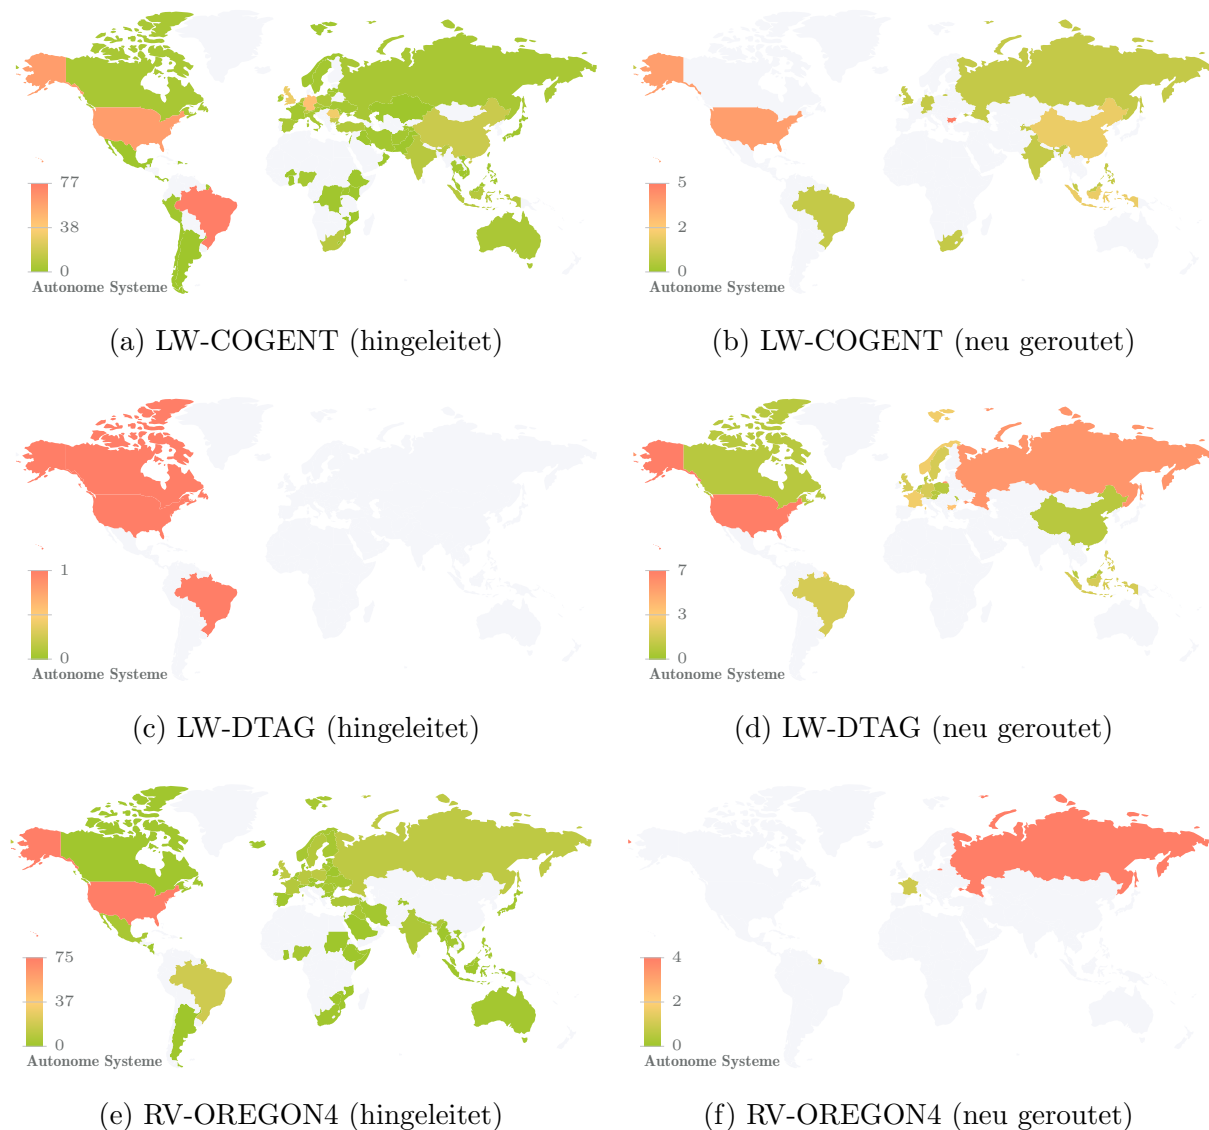 77
38
0
Autonome Systeme
(a) LW-COGENT (hingeleitet)
5
2
0
Autonome Systeme
(b) LW-COGENT (neu geroutet)
1
0
Autonome Systeme
(c) LW-DTAG (hingeleitet)
7
3
0
Autonome Systeme
(d) LW-DTAG (neu geroutet)
75
37
0
Autonome Systeme
(e) RV-OREGON4 (hingeleitet)
4
2
0
Autonome Systeme
(f) RV-OREGON4 (neu geroutet)